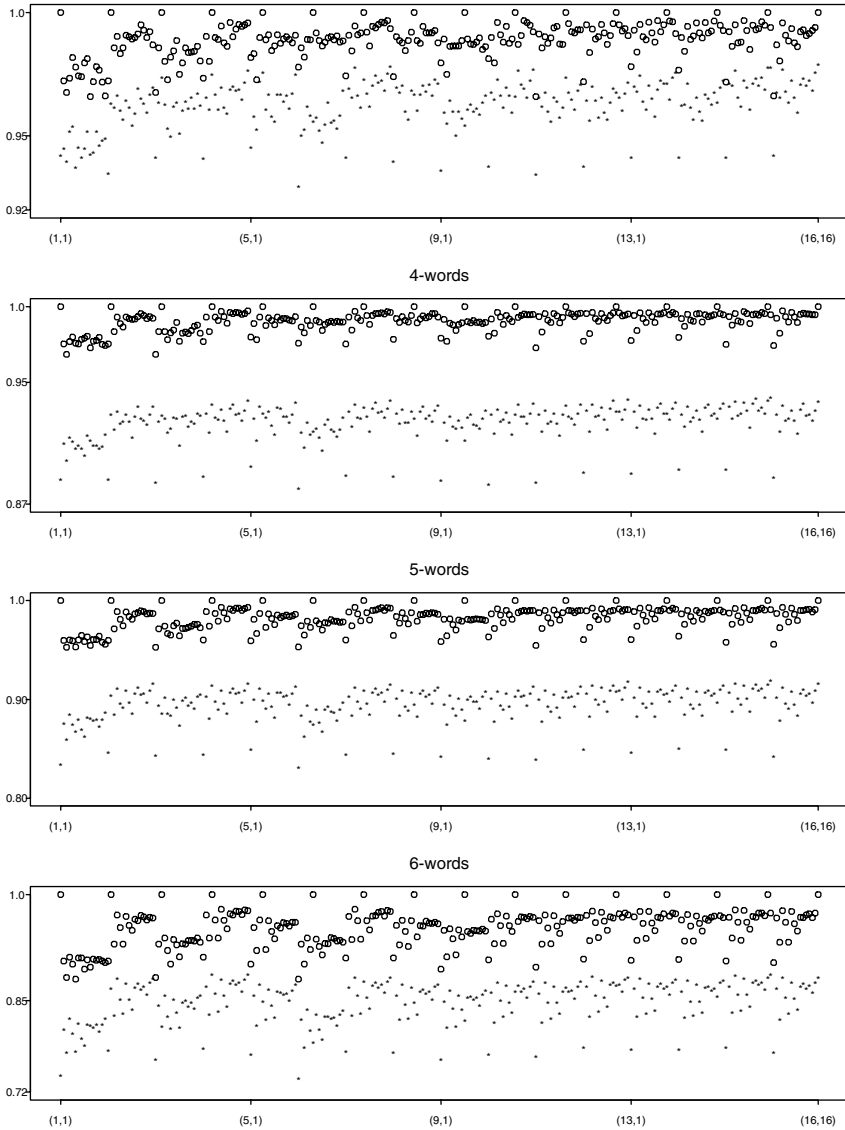 1.0
0.95
0.92
(1,1) (5,1) (9,1) (13,1) (16,16)
4-words
1.0
0.95
0.87
(1,1) (5,1) (9,1) (13,1) (16,16)
5-words
1.0
0.90
0.80
(1,1) (5,1) (9,1) (13,1) (16,16)
6-words
1.0
0.85
0.72
(1,1) (5,1) (9,1) (13,1) (16,16)